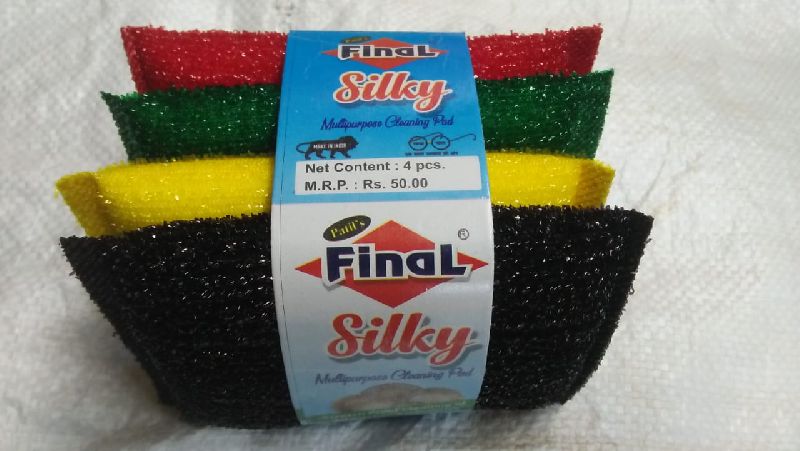 Patil's
Final
Silky
Multipurpose Cleaning Pad
MAKE IN INDIA
Net Content : 4 pcs.
M.R.P. : Rs. 50.00
Patil's
Final ®
Silky
Multipurpose Cleaning Pad